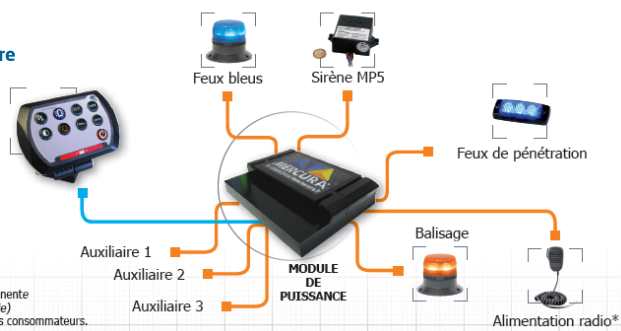 re
Feux bleus
Sirène MP5
Feux de pénétration
MERCURA
Auxiliaire 1
Auxiliaire 2
Auxiliaire 3
MODULE
DE
PUISSANCE
Balisage
Alimentation radio*
nente
le)
s consommateurs.